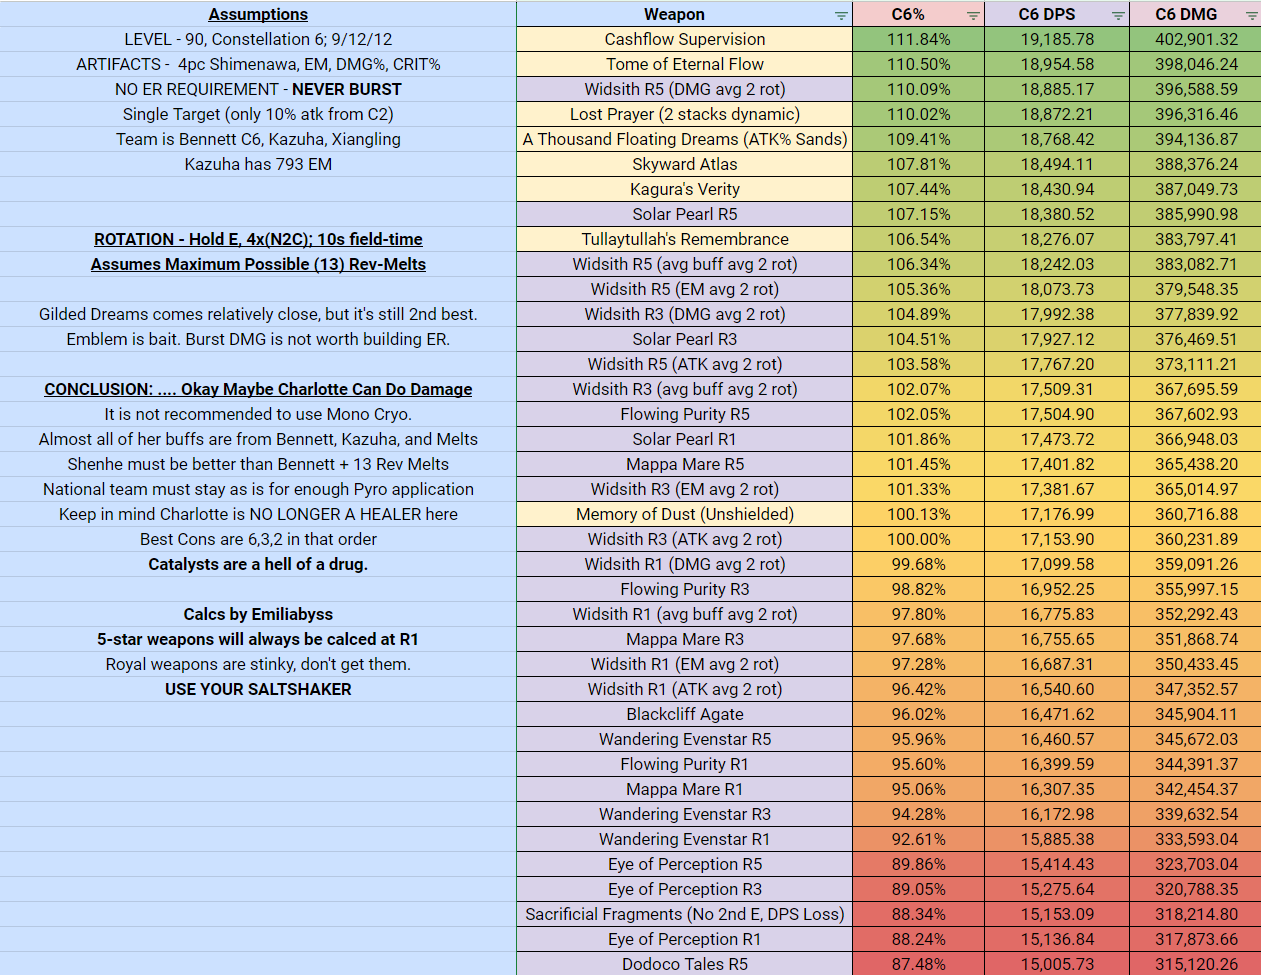 Assumptions Weapon C6% C6 DPS C6 DMG
LEVEL - 90, Constellation 6; 9/12/12 Cashflow Supervision 111.84% 19,185.78 402,901.32
ARTIFACTS - 4pc Shimenawa, EM, DMG%, CRIT% Tome of Eternal Flow 110.50% 18,954.58 398,046.24
NO ER REQUIREMENT - NEVER BURST Widsith R5 (DMG avg 2 rot) 110.09% 18,885.17 396,588.59
Single Target (only 10% atk from C2) Lost Prayer (2 stacks dynamic) 110.02% 18,872.21 396,316.46
Team is Bennett C6, Kazuha, Xiangling A Thousand Floating Dreams (ATK% Sands) 109.41% 18,768.42 394,136.87
Kazuha has 793 EM Skyward Atlas 107.81% 18,494.11 388,376.24
Kagura's Verity 107.44% 18,430.94 387,049.73
Solar Pearl R5 107.15% 18,380.52 385,990.98
ROTATION - Hold E, 4x(N2C); 10s field-time Tullaytullah's Remembrance 106.54% 18,276.07 383,797.41
Assumes Maximum Possible (13) Rev-Melts Widsith R5 (avg buff avg 2 rot) 106.34% 18,242.03 383,082.71
Widsith R5 (EM avg 2 rot) 105.36% 18,073.73 379,548.35
Gilded Dreams comes relatively close, but it's still 2nd best. Widsith R3 (DMG avg 2 rot) 104.89% 17,992.38 377,839.92
Emblem is bait. Burst DMG is not worth building ER. Solar Pearl R3 104.51% 17,927.12 376,469.51
Widsith R5 (ATK avg 2 rot) 103.58% 17,767.20 373,111.21
CONCLUSION: .... Okay Maybe Charlotte Can Do Damage Widsith R3 (avg buff avg 2 rot) 102.07% 17,509.31 367,695.59
It is not recommended to use Mono Cryo. Flowing Purity R5 102.05% 17,504.90 367,602.93
Almost all of her buffs are from Bennett, Kazuha, and Melts Solar Pearl R1 101.86% 17,473.72 366,948.03
Shenhe must be better than Bennett + 13 Rev Melts Mappa Mare R5 101.45% 17,401.82 365,438.20
National team must stay as is for enough Pyro application Widsith R3 (EM avg 2 rot) 101.33% 17,381.67 365,014.97
Keep in mind Charlotte is NO LONGER A HEALER here Memory of Dust (Unshielded) 100.13% 17,176.99 360,716.88
Best Cons are 6,3,2 in that order Widsith R3 (ATK avg 2 rot) 100.00% 17,153.90 360,231.89
Catalysts are a hell of a drug. Widsith R1 (DMG avg 2 rot) 99.68% 17,099.58 359,091.26
Flowing Purity R3 98.82% 16,952.25 355,997.15
Calcs by Emiliabyss Widsith R1 (avg buff avg 2 rot) 97.80% 16,775.83 352,292.43
5-star weapons will always be calced at R1 Mappa Mare R3 97.68% 16,755.65 351,868.74
Royal weapons are stinky, don't get them. Widsith R1 (EM avg 2 rot) 97.28% 16,687.31 350,433.45
USE YOUR SALTSHAKER Widsith R1 (ATK avg 2 rot) 96.42% 16,540.60 347,352.57
Blackcliff Agate 96.02% 16,471.62 345,904.11
Wandering Evenstar R5 95.96% 16,460.57 345,672.03
Flowing Purity R1 95.60% 16,399.59 344,391.37
Mappa Mare R1 95.06% 16,307.35 342,454.37
Wandering Evenstar R3 94.28% 16,172.98 339,632.54
Wandering Evenstar R1 92.61% 15,885.38 333,593.04
Eye of Perception R5 89.86% 15,414.43 323,703.04
Eye of Perception R3 89.05% 15,275.64 320,788.35
Sacrificial Fragments (No 2nd E, DPS Loss) 88.34% 15,153.09 318,214.80
Eye of Perception R1 88.24% 15,136.84 317,873.66
Dodoco Tales R5 87.48% 15,005.73 315,120.26